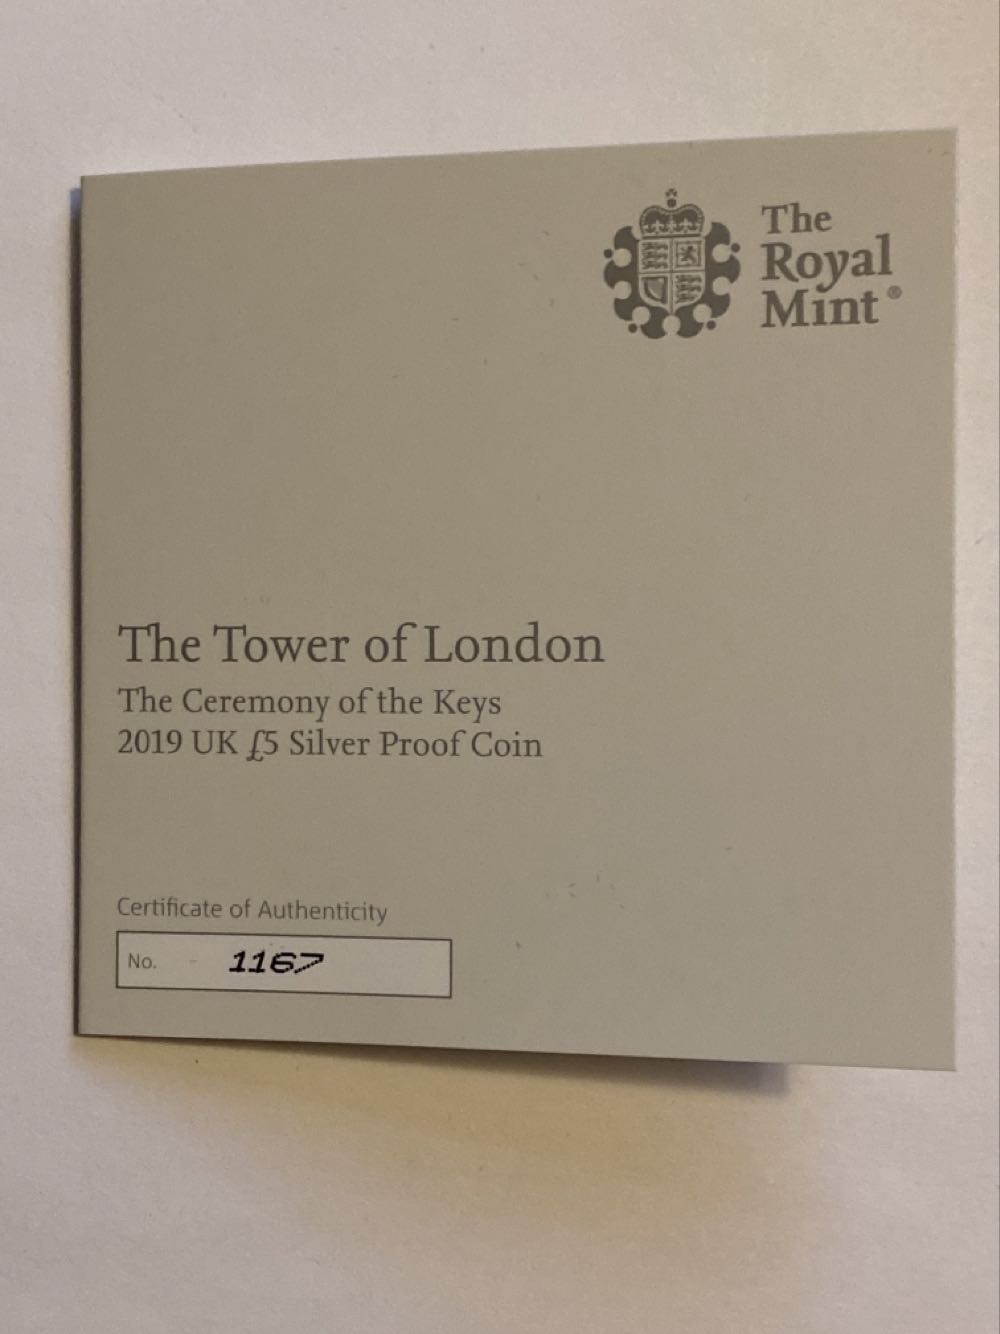 The
Royal
Mint®
The Tower of London
The Ceremony of the Keys
2019 UK £5 Silver Proof Coin
Certificate of Authenticity
No. - 1167